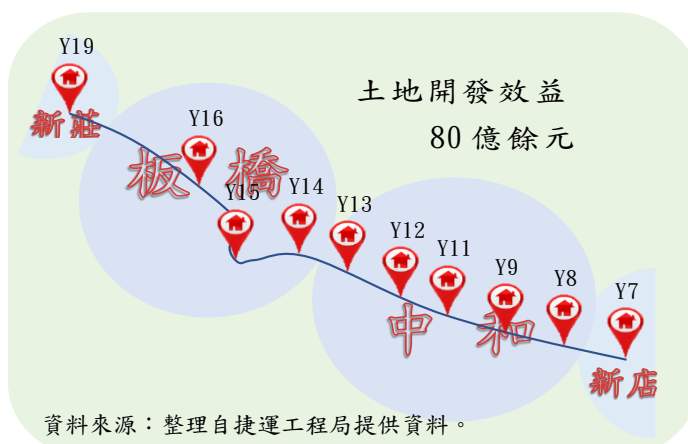 Y19
土地開發效益
80 億餘元
新莊
Y16
板橋
Y15
Y14
Y13
Y12
Y11
Y9
Y8
Y7
中和
新店
資料來源：整理自捷運工程局提供資料。